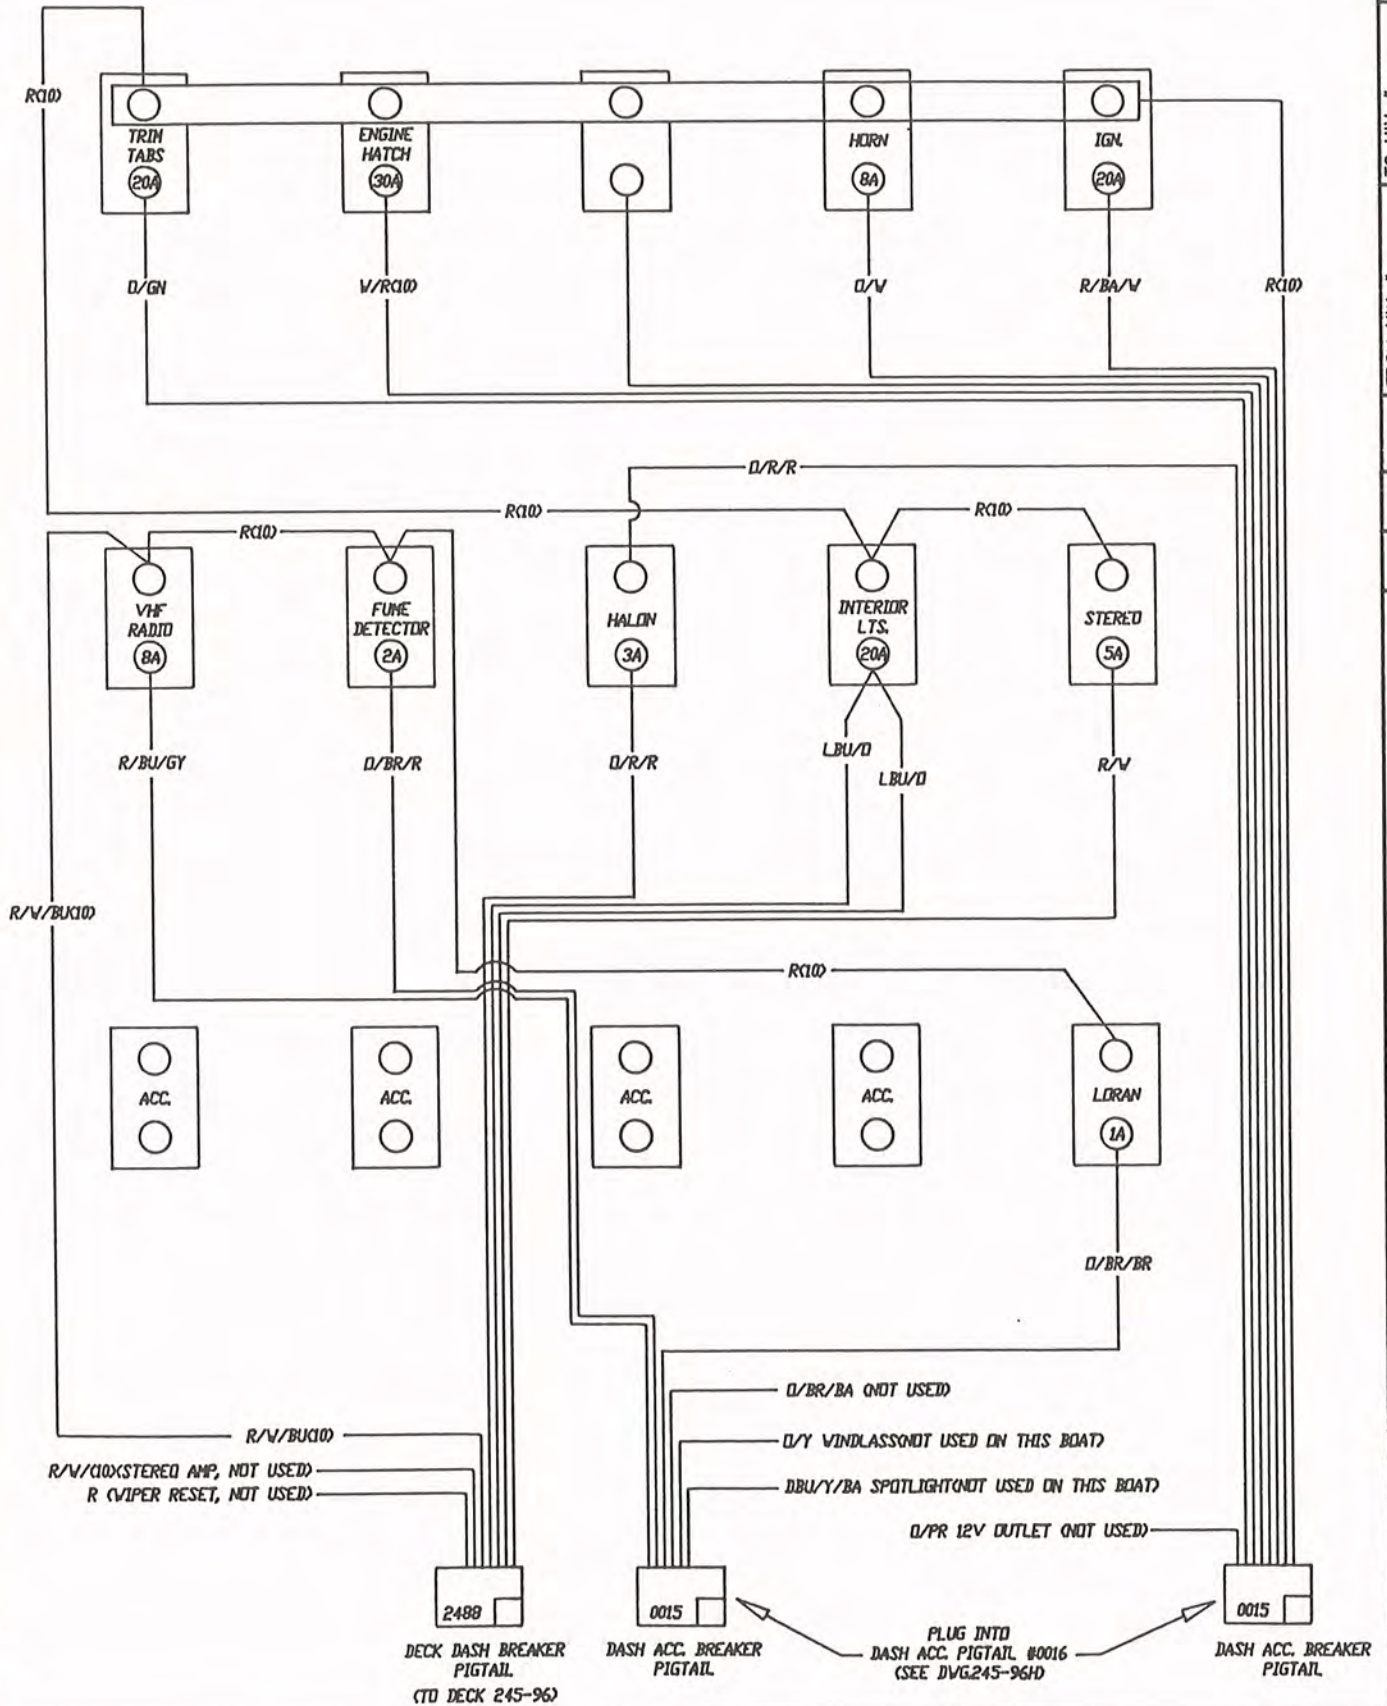 R(10)
TRIM
TABS
20A
ENGINE
HATCH
30A
HORN
8A
IGN.
20A
O/GN
W/R(10)
O/W
R/BA/W
R(10)
O/R/R
R(10)
R(10)
R(10)
VHF
RADIO
8A
FUME
DETECTOR
2A
HALON
3A
INTERIOR
LTS.
20A
STEREO
5A
R/BU/GY
O/BR/R
O/R/R
LBU/O
LBU/O
R/W
R/W/BU(10)
R(10)
ACC.
ACC.
ACC.
ACC.
LORAN
1A
O/BR/BR
O/BR/BA (NOT USED)
R/W/BU(10)
O/Y WINDLASS(NOT USED ON THIS BOAT)
R/W/(10)(STEREO AMP, NOT USED)
R (WIPER RESET, NOT USED)
DBU/Y/BA SPOTLIGHT(NOT USED ON THIS BOAT)
O/PR 12V OUTLET (NOT USED)
2488
0015
0015
DECK DASH BREAKER
PIGTAIL
(TO DECK 245-96)
DASH ACC. BREAKER
PIGTAIL
PLUG INTO
DASH ACC. PIGTAIL #0016
(SEE DWG.245-96H)
DASH ACC. BREAKER
PIGTAIL